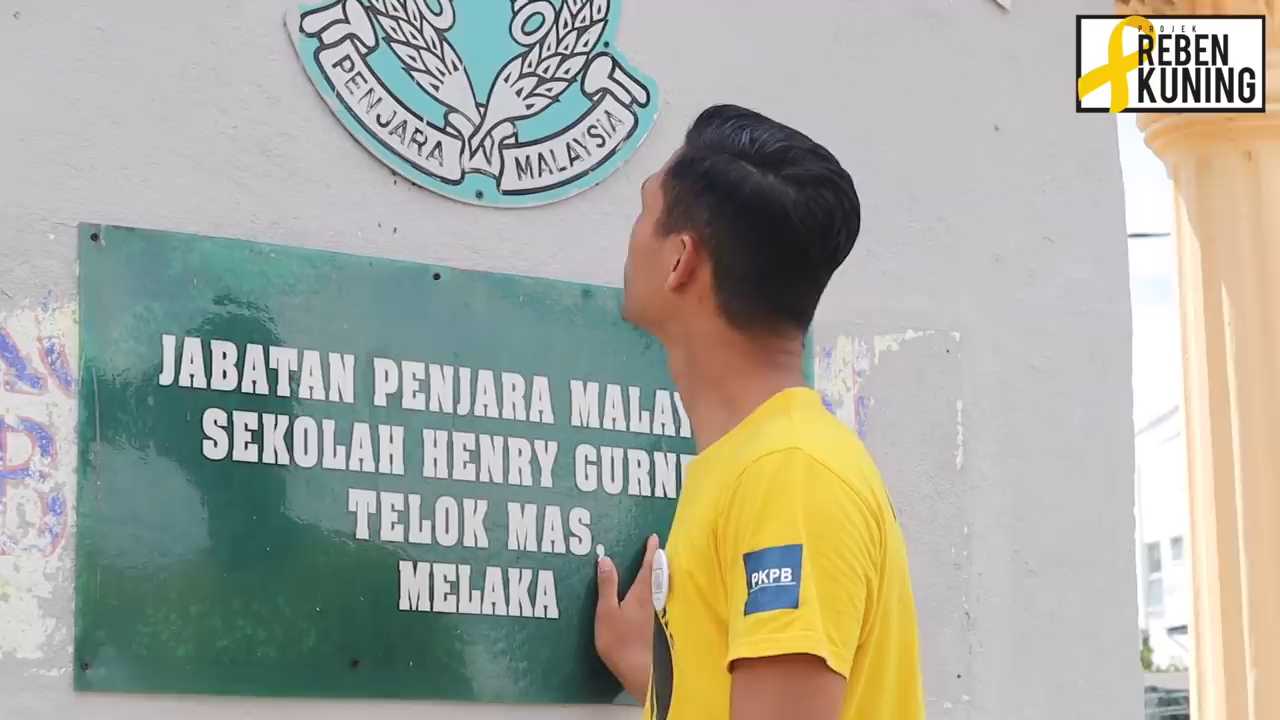 PENJARA MALAYSIA
PROJEK
REBEN
KUNING
JABATAN PENJARA
SEKOLAH HENRY
TELOK MAS,
MELAKA
PKPB